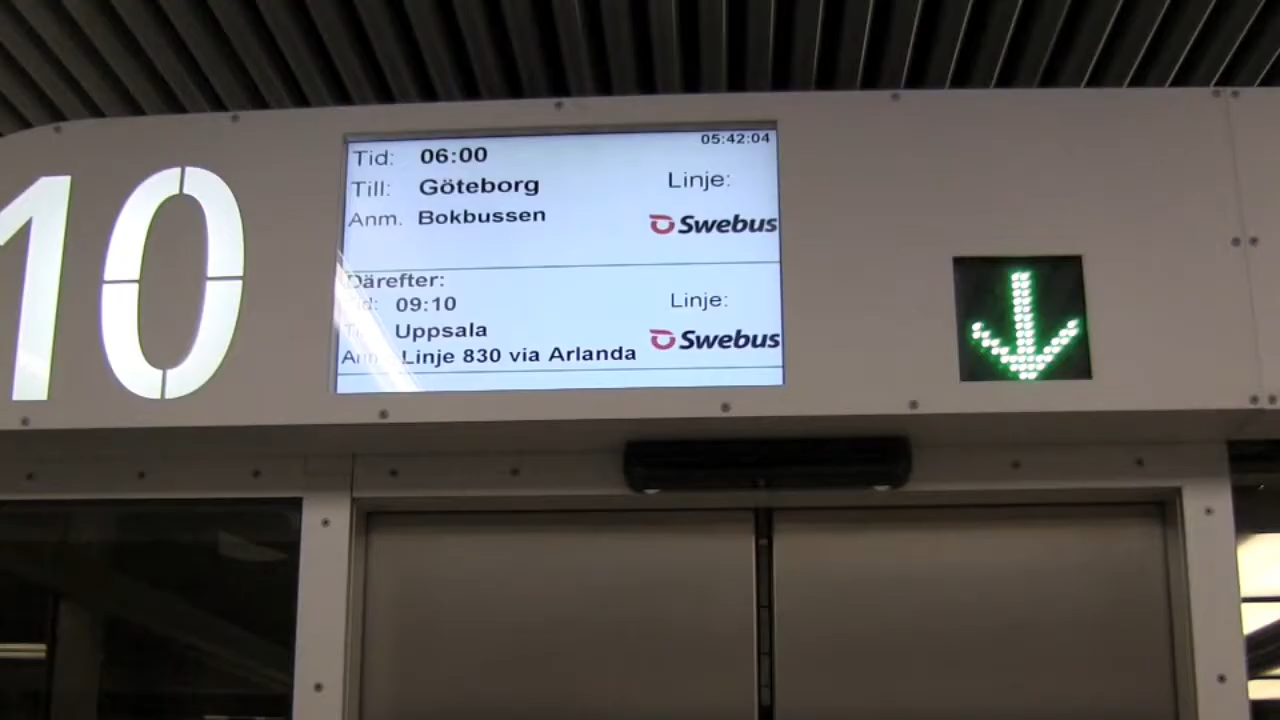 10
05:42:04
Tid: 06:00
Till: Göteborg
Linje:
Anm. Bokbussen
Swebus
Därefter:
Tid: 09:10
Linje:
Uppsala
Swebus
Linje 830 via Arlanda